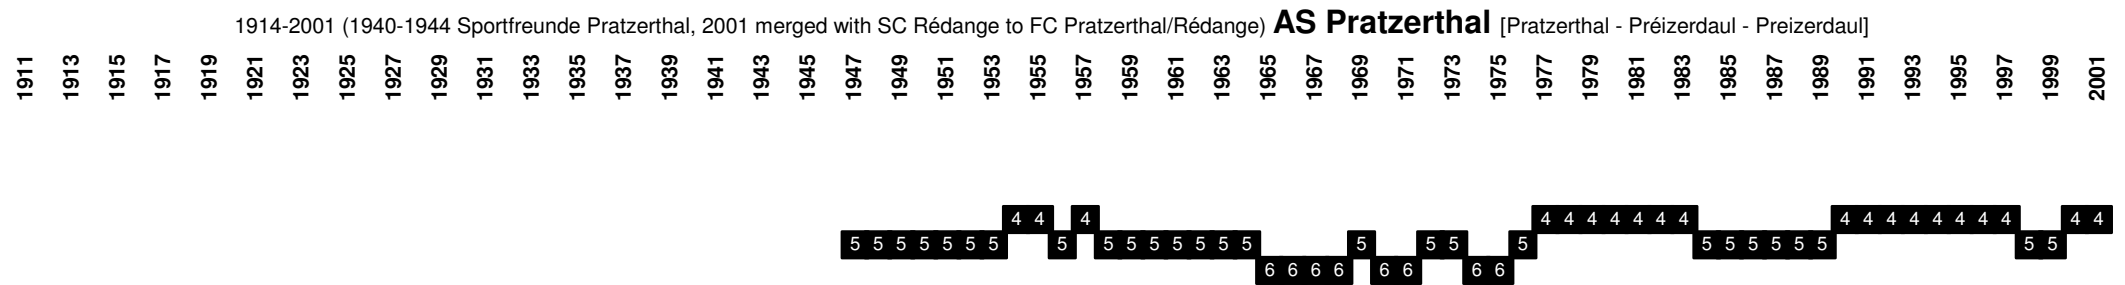 1914-2001 (1940-1944 Sportfreunde Pratzerthal, 2001 merged with SC Rédange to FC Pratzerthal/Rédange) AS Pratzerthal [Pratzerthal - Préizerdaul - Preizerdaul]
1911 1913 1915 1917 1919 1921 1923 1925 1927 1929 1931 1933 1935 1937 1939 1941 1943 1945 1947 1949 1951 1953 1955 1957 1959 1961 1963 1965 1967 1969 1971 1973 1975 1977 1979 1981 1983 1985 1987 1989 1991 1993 1995 1997 1999 2001
4 4 4 4 4 4 4 4 4 4 4 4 4 4 4 4 4 4 4 4
5 5 5 5 5 5 5 5 5 5 5 5 5 5 5 5 5 5 5 5 5 5 5 5 5 5 5
6 6 6 6 6 6 6 6